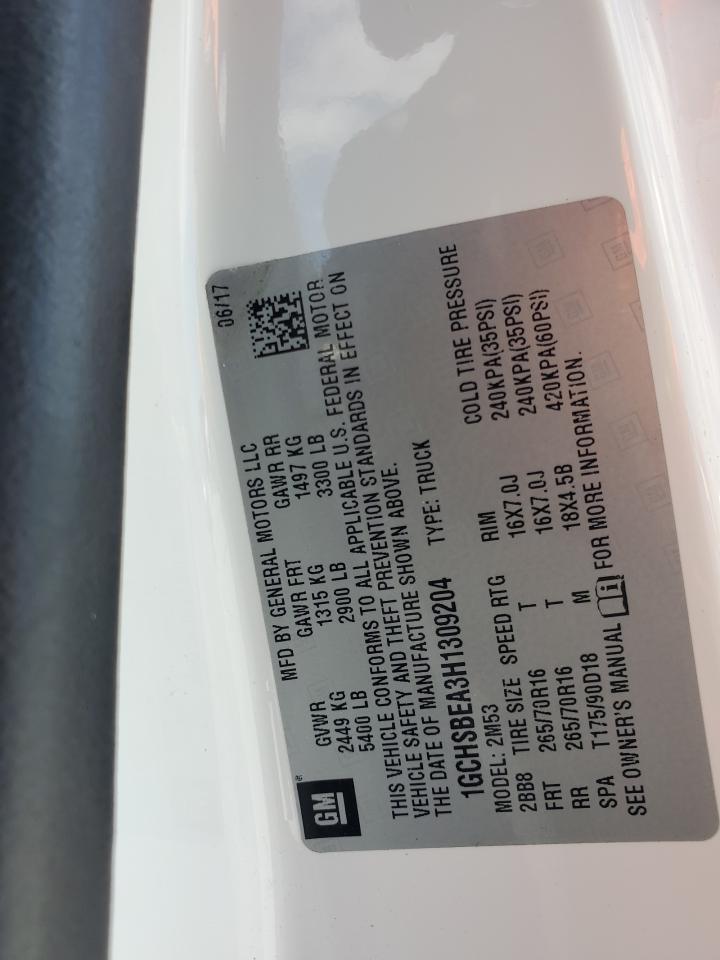 GM®
MFD BY GENERAL MOTORS LLC 06/17
GVWR GAWR FRT GAWR RR
2449 KG 1315 KG 1497 KG
5400 LB 2900 LB 3300 LB
THIS VEHICLE CONFORMS TO ALL APPLICABLE U.S. FEDERAL MOTOR
VEHICLE SAFETY AND THEFT PREVENTION STANDARDS IN EFFECT ON
THE DATE OF MANUFACTURE SHOWN ABOVE.
1GCHSBEA3H1309204 TYPE: TRUCK
MODEL: 2M53
2BB8 TIRE SIZE SPEED RTG RIM COLD TIRE PRESSURE
FRT 265/70R16 T 16X7.0J 240KPA(35PSI)
RR 265/70R16 T 16X7.0J 240KPA(35PSI)
SPA T175/90D18 M 18X4.5B 420KPA(60PSI)
SEE OWNER'S MANUAL FOR MORE INFORMATION.